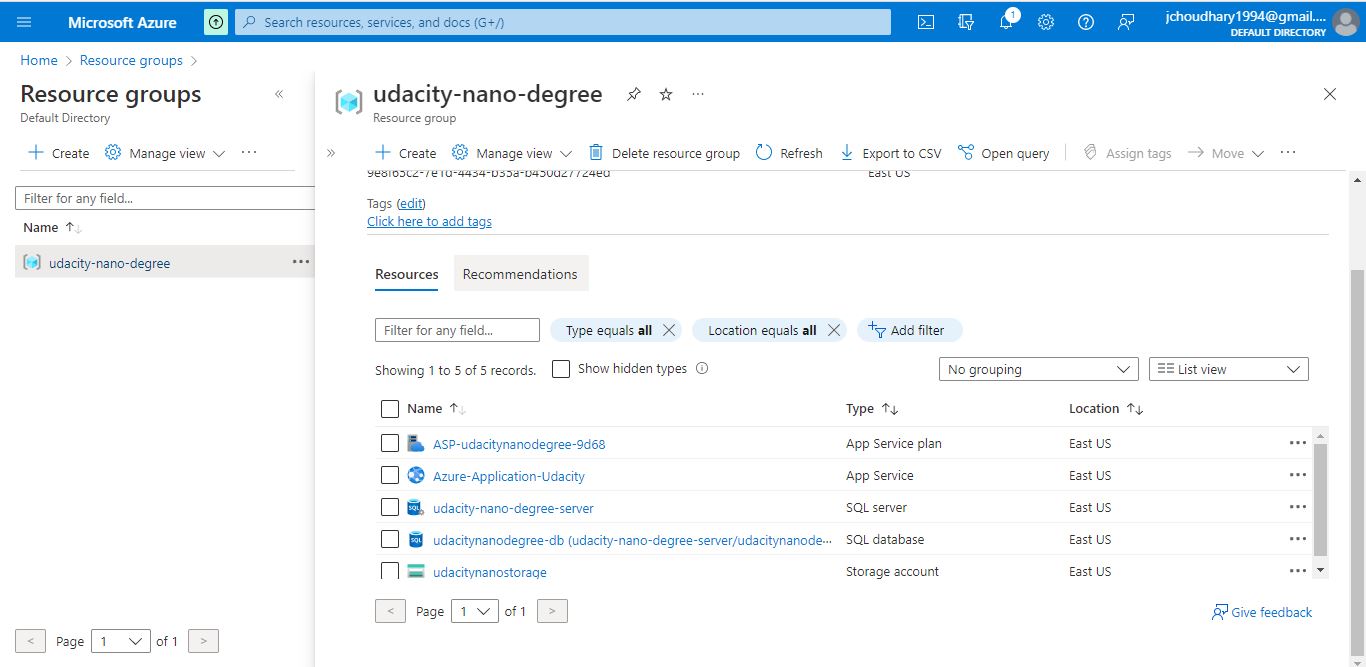 Microsoft Azure
Search resources, services, and docs (G+/)
1
jchoudhary1994@gmail....
DEFAULT DIRECTORY
Home > Resource groups >
Resource groups
Default Directory
Create
Manage view
Filter for any field...
Name
udacity-nano-degree
Page 1 of 1
udacity-nano-degree
Resource group
Create
Manage view
Delete resource group
Refresh
Export to CSV
Open query
Assign tags
Move
East US
Tags (edit)
Click here to add tags
Resources
Recommendations
Filter for any field...
Type equals all
Location equals all
Add filter
Showing 1 to 5 of 5 records.
Show hidden types
No grouping
List view
Name Type Location
ASP-udacitynanodegree-9d68 App Service plan East US
Azure-Application-Udacity App Service East US
udacity-nano-degree-server SQL server East US
udacitynanodegree-db (udacity-nano-degree-server/udacitynanode... SQL database East US
udacitynanostorage Storage account East US
< Page 1 of 1 >
Give feedback